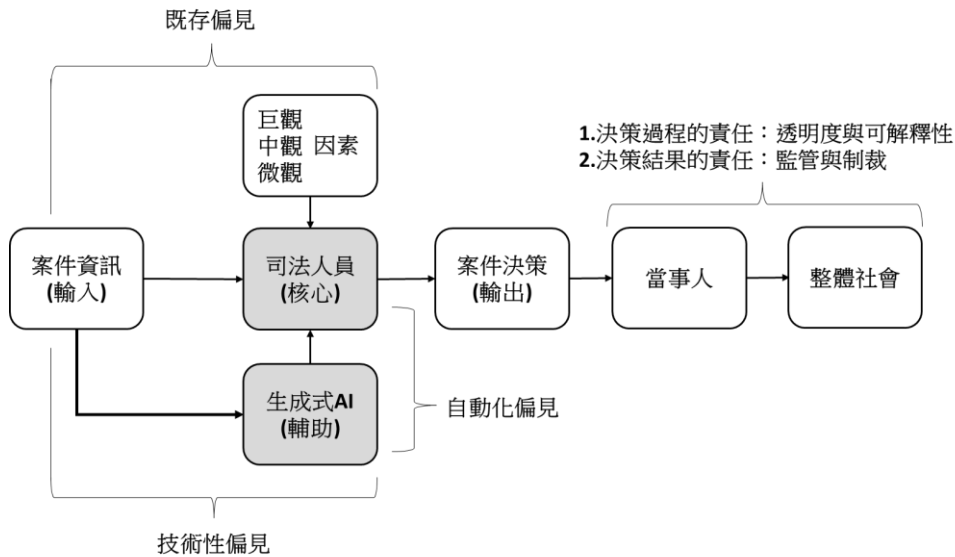 既存偏見
巨觀
中觀 因素
微觀
1.決策過程的責任：透明度與可解釋性
2.決策結果的責任：監管與制裁
案件資訊
(輸入)
司法人員
(核心)
案件決策
(輸出)
當事人
整體社會
生成式AI
(輔助)
自動化偏見
技術性偏見